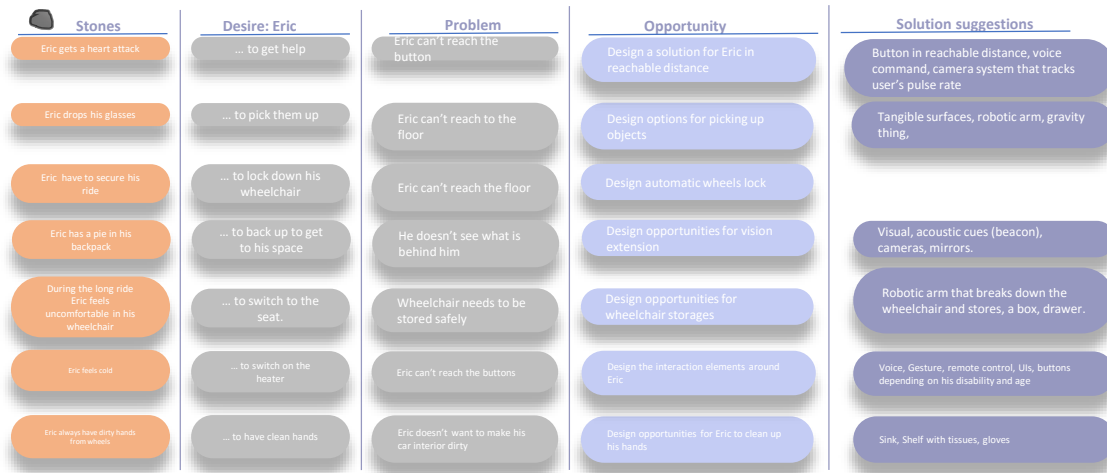 Stones
Desire: Eric
Problem
Opportunity
Solution suggestions
Eric gets a heart attack
... to get help
Eric can't reach the
button
Design a solution for Eric in
reachable distance
Button in reachable distance, voice
command, camera system that tracks
user's pulse rate
Eric drops his glasses
... to pick them up
Eric can't reach to the
floor
Design options for picking up
objects
Tangible surfaces, robotic arm, gravity
thing,
Eric have to secure his
ride
... to lock down his
wheelchair
Eric can't reach the floor
Design automatic wheels lock
Eric has a pie in his
backpack
... to back up to get
to his space
He doesn't see what is
behind him
Design opportunities for vision
extension
Visual, acoustic cues (beacon),
cameras, mirrors.
During the long ride
Eric feels
uncomfortable in his
wheelchair
... to switch to the
seat.
Wheelchair needs to be
stored safely
Design opportunities for
wheelchair storages
Robotic arm that breaks down the
wheelchair and stores, a box, drawer.
Eric feels cold
... to switch on the
heater
Eric can't reach the buttons
Design the interaction elements around
Eric
Voice, Gesture, remote control, UIs, buttons
depending on his disability and age
Eric always have dirty hands
from wheels
... to have clean hands
Eric doesn't want to make his
car interior dirty
Design opportunities for Eric to clean up
his hands
Sink, Shelf with tissues, gloves